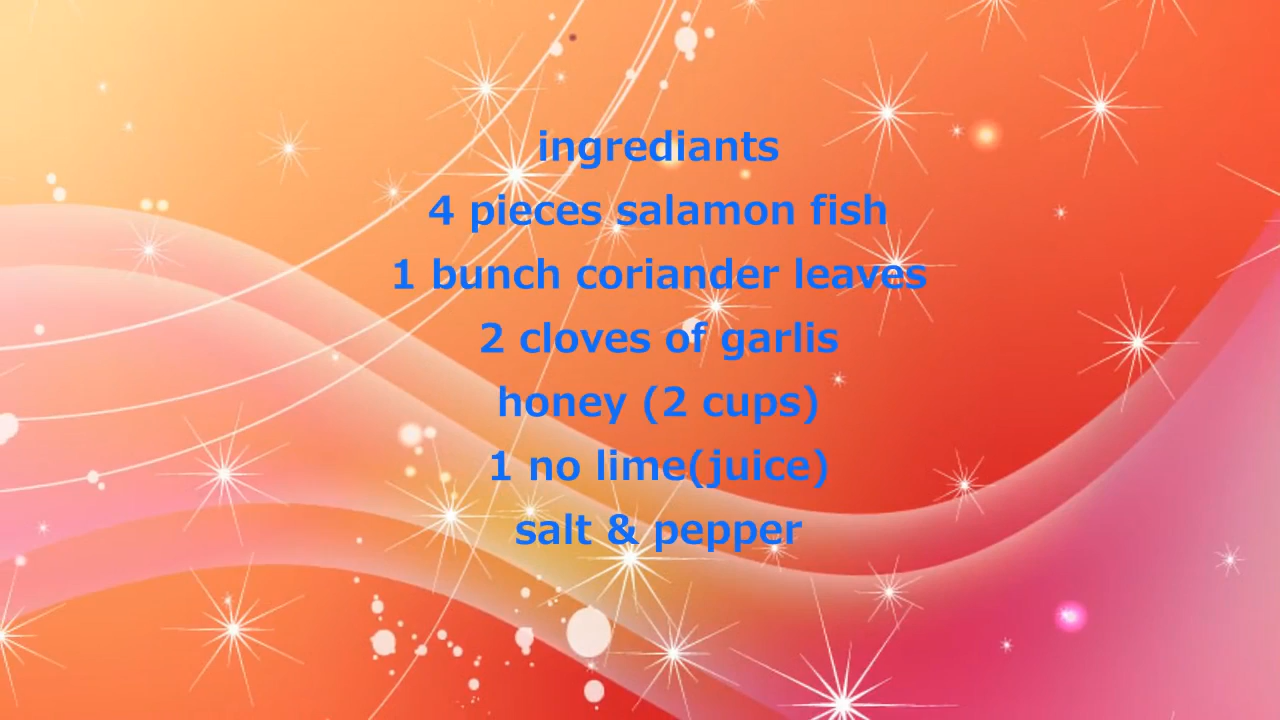 ingrediants
4 pieces salamon fish
1 bunch coriander leaves
2 cloves of garlis
honey (2 cups)
1 no lime(juice)
salt & pepper